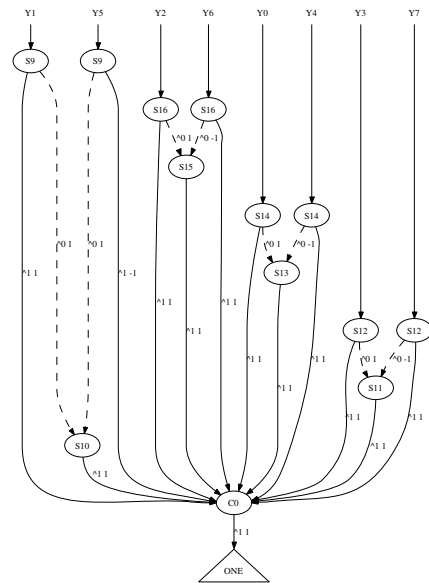 Y1 Y5 Y2 Y6 Y0 Y4 Y3 Y7
S9 S9
S16 S16
^0 1 ^0 -1
S15
S14 S14
^0 1 ^0 1 ^0 1 ^0 -1
^1 1 ^1 -1 S13
^1 1 ^1 1 ^1 1
S12 S12
^1 1 ^1 1 ^1 1 ^0 1 ^0 -1
S11
^1 1 ^1 1 ^1 1
S10
^1 1
C0
^1 1
ONE